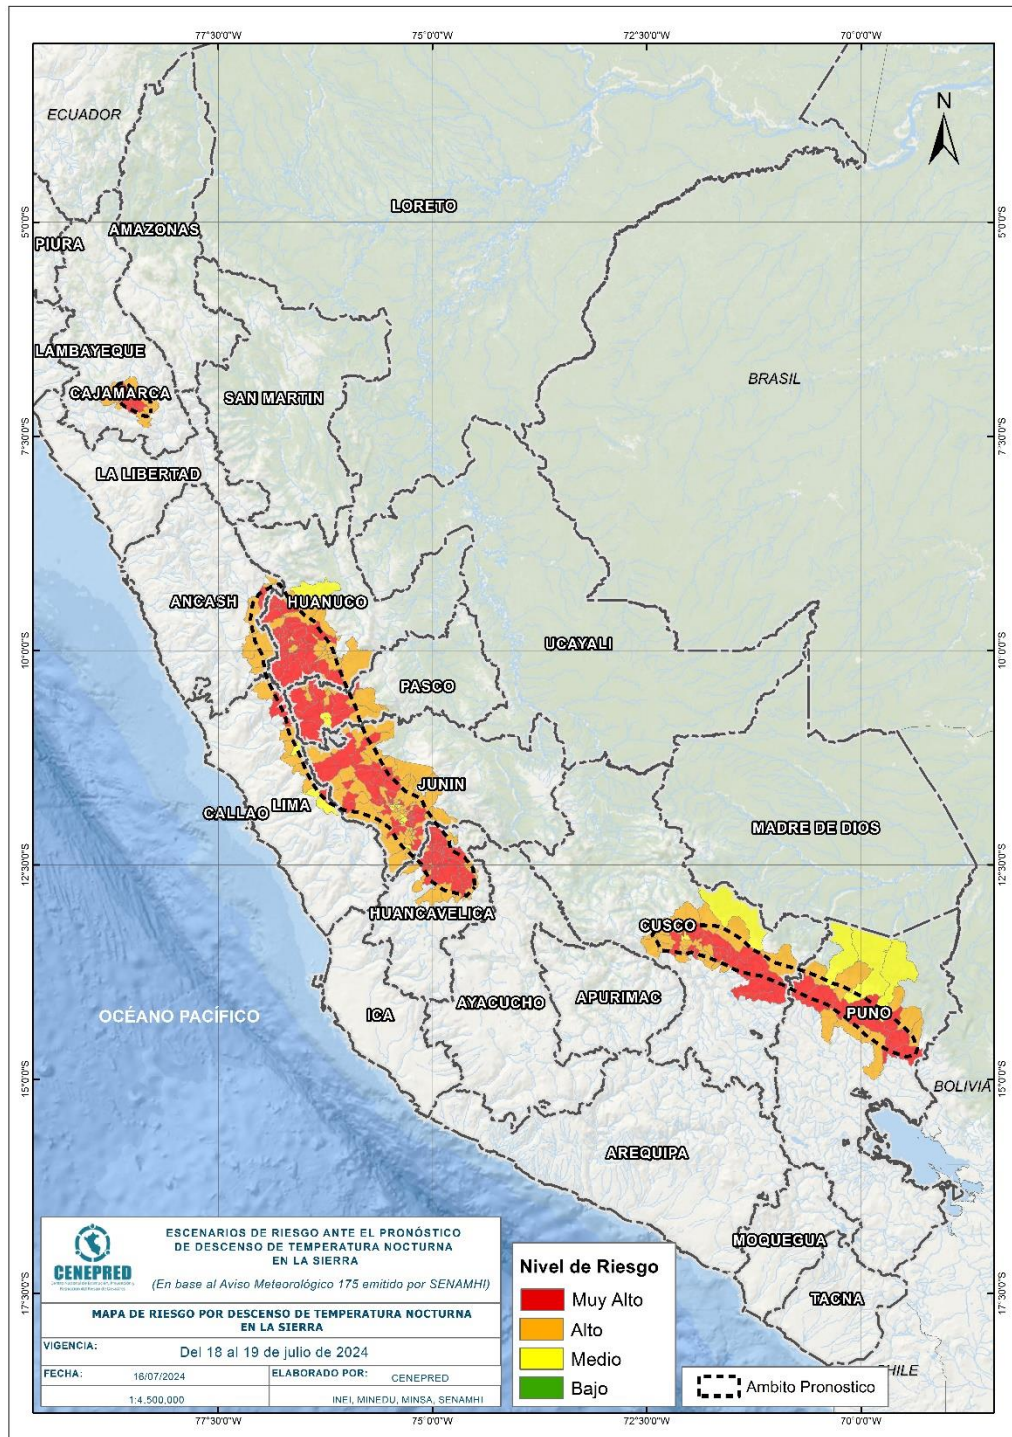 77°30'0"W
75°0'0"W
72°30'0"W
70°0'0"W
ECUADOR
N
LORETO
5°0'0"S
5°0'0"S
AMAZONAS
PIURA
LAMBAYEQUE
CAJAMARCA
SAN MARTIN
BRASIL
7°30'0"S
7°30'0"S
LA LIBERTAD
ANCASH
HUANUCO
UCAYALI
10°0'0"S
10°0'0"S
PASCO
JUNIN
LIMA
CALLAO
MADRE DE DIOS
12°30'0"S
12°30'0"S
HUANCAVELICA
CUSCO
AYACUCHO
APURIMAC
ICA
PUNO
OCÉANO PACÍFICO
15°0'0"S
15°0'0"S
BOLIVIA
AREQUIPA
MOQUEGUA
TACNA
17°30'0"S
17°30'0"S
CHILE
CENEPRED
ESCENARIOS DE RIESGO ANTE EL PRONÓSTICO
DE DESCENSO DE TEMPERATURA NOCTURNA
EN LA SIERRA
(En base al Aviso Meteorológico 175 emitido por SENAMHI)
MAPA DE RIESGO POR DESCENSO DE TEMPERATURA NOCTURNA
EN LA SIERRA
VIGENCIA:
Del 18 al 19 de julio de 2024
FECHA:
16/07/2024
ELABORADO POR:
CENEPRED
1:4.500,000
INEI, MINEDU, MINSA, SENAMHI
Nivel de Riesgo
Muy Alto
Alto
Medio
Bajo
Ambito Pronostico
77°30'0"W
75°0'0"W
72°30'0"W
70°0'0"W